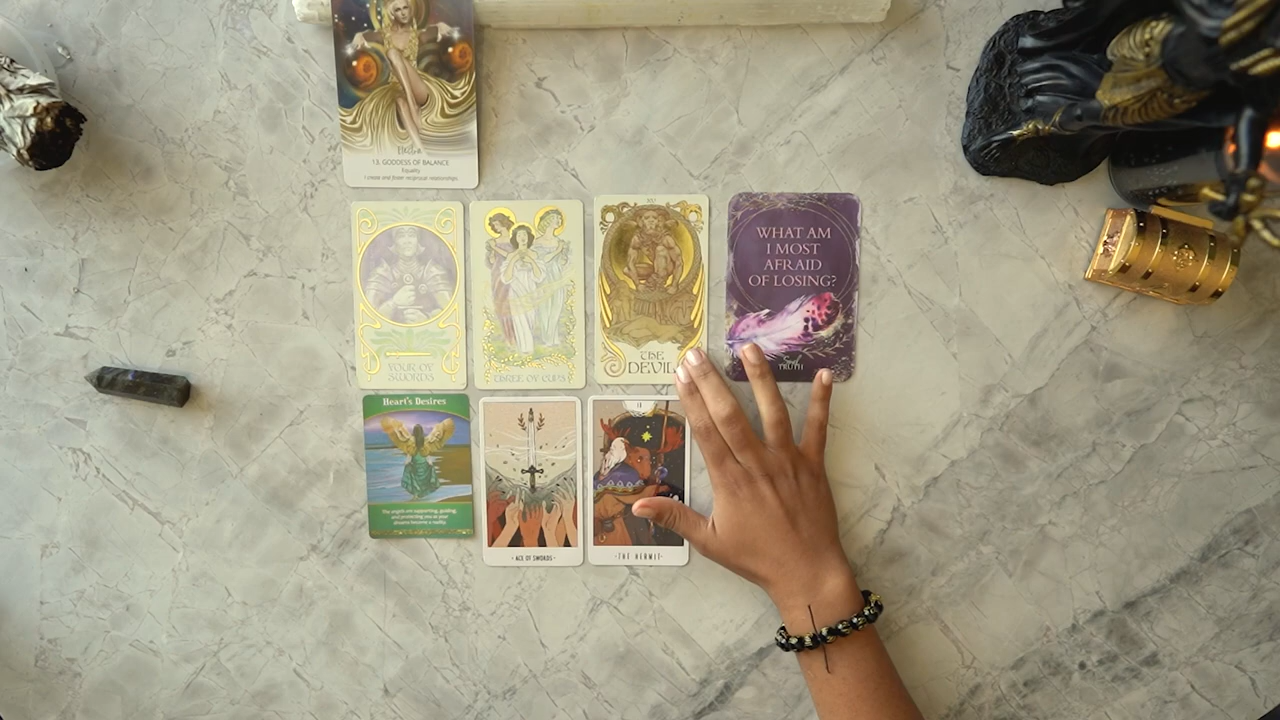 13. GODDESS OF BALANCE
Equality
I create and foster reciprocal relationships.
FOUR OF SWORDS
THREE OF CUPS
XV
THE DEVIL
WHAT AM
I MOST
AFRAID
OF LOSING?
Soul
TRUTH
Heart's Desires
The angels are supporting, guiding,
and protecting you as your
dreams become a reality.
· ACE OF SWORDS ·
· THE HERMIT ·